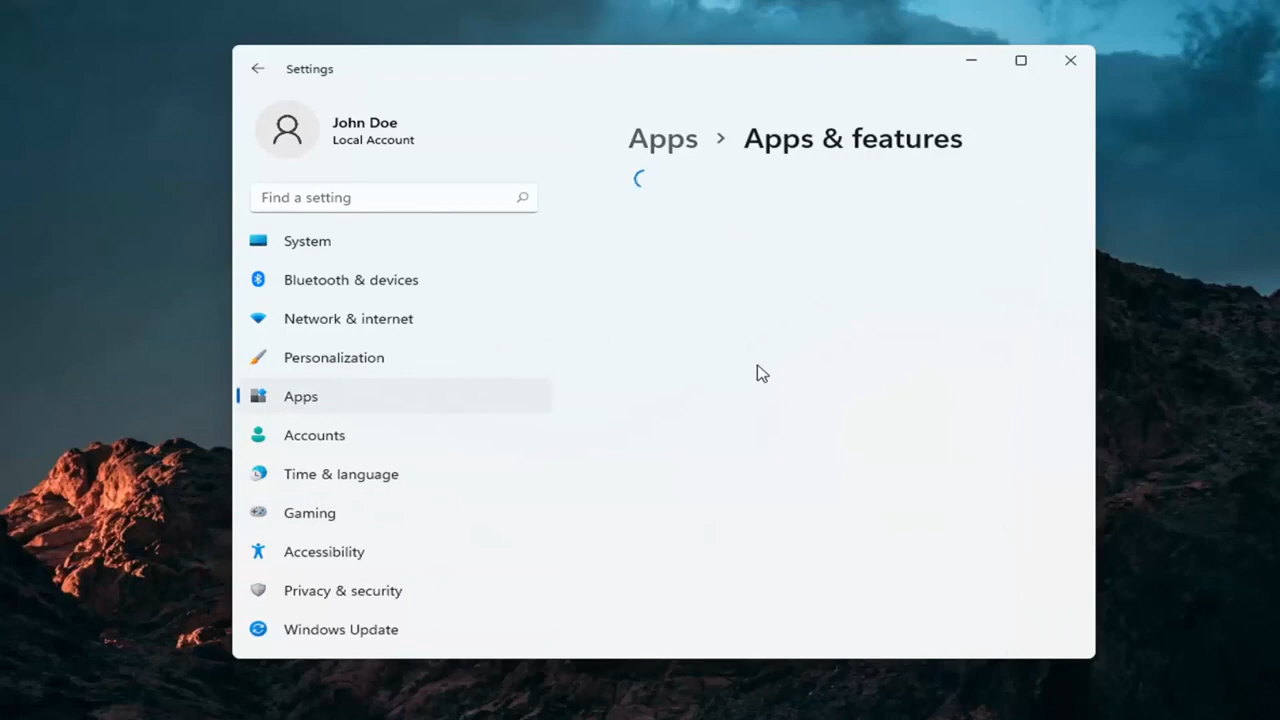 Settings
John Doe
Local Account
Find a setting
System
Bluetooth & devices
Network & internet
Personalization
Apps
Accounts
Time & language
Gaming
Accessibility
Privacy & security
Windows Update
Apps > Apps & features